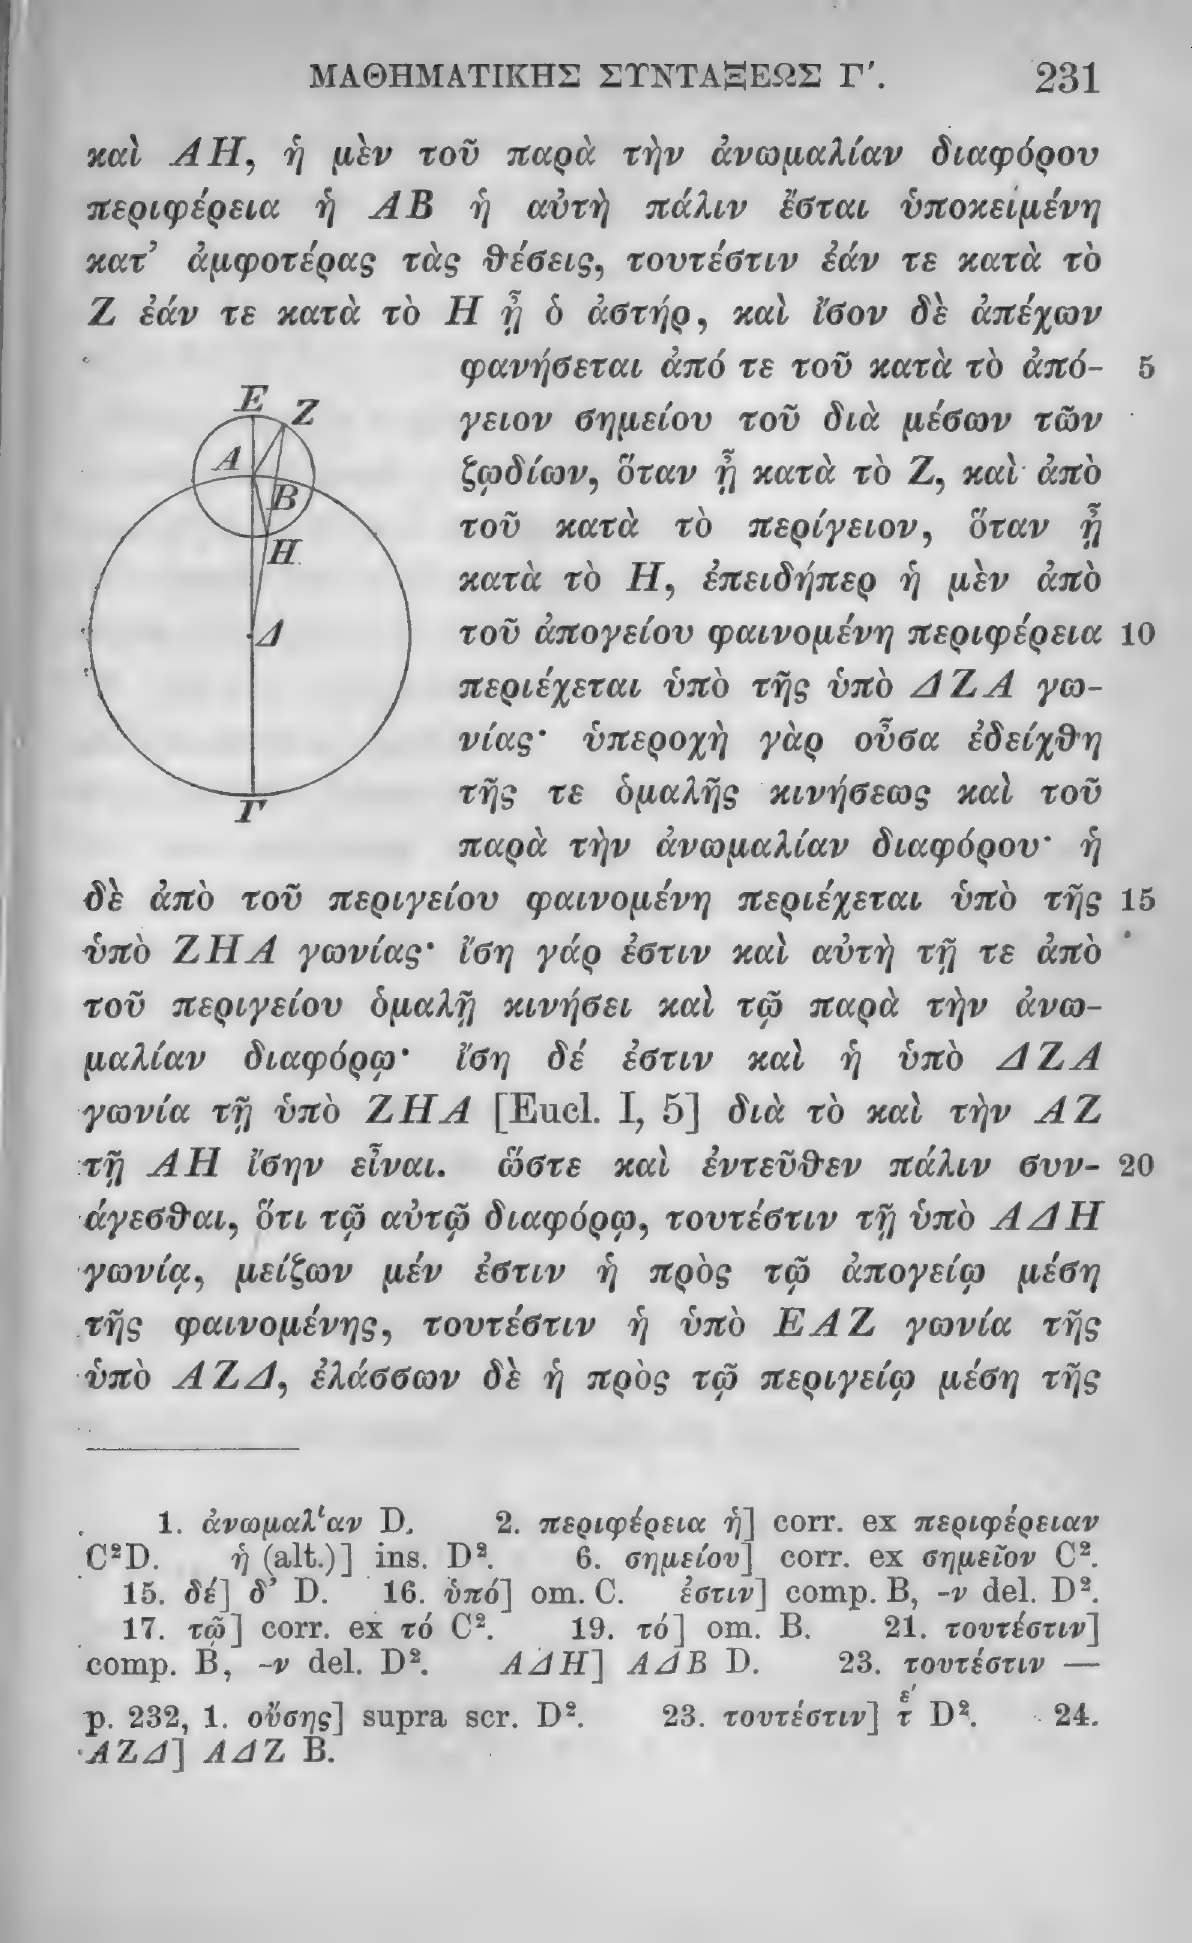 ΜΑΘΗΜΑΤΙΚΗΣ ΣΥΝΤΑΞΕΩΣ Γ′. 231
καὶ ΑΗ, ἡ μὲν τοῦ παρὰ τὴν ἀνωμαλίαν διαφόρου
περιφέρεια ἡ ΑΒ ἡ αὐτὴ πάλιν ἔσται ὑποκειμένη
κατ’ ἀμφοτέρας τὰς θέσεις, τουτέστιν ἐάν τε κατὰ τὸ
Ζ ἐάν τε κατὰ τὸ Η ᾖ ὁ ἀστήρ, καὶ ἴσον δὲ ἀπέχων
φανήσεται ἀπό τε τοῦ κατὰ τὸ ἀπό- 5
γειον σημείου τοῦ διὰ μέσων τῶν
ζῳδίων, ὅταν ᾖ κατὰ τὸ Ζ, καὶ ἀπὸ
τοῦ κατὰ τὸ περίγειον, ὅταν ᾖ
κατὰ τὸ Η, ἐπειδήπερ ἡ μὲν ἀπὸ
τοῦ ἀπογείου φαινομένη περιφέρεια 10
περιέχεται ὑπὸ τῆς ὑπὸ ΔΖΑ γω-
νίας· ὑπεροχὴ γὰρ οὖσα ἐδείχθη
τῆς τε ὁμαλῆς κινήσεως καὶ τοῦ
παρὰ τὴν ἀνωμαλίαν διαφόρου· ἡ
Ε Ζ
Α
Β
Η
Δ
Γ
δὲ ἀπὸ τοῦ περιγείου φαινομένη περιέχεται ὑπὸ τῆς 15
ὑπὸ ΖΗΑ γωνίας· ἴση γάρ ἐστιν καὶ αὐτὴ τῇ τε ἀπὸ
τοῦ περιγείου ὁμαλῇ κινήσει καὶ τῷ παρὰ τὴν ἀνω-
μαλίαν διαφόρῳ· ἴση δέ ἐστιν καὶ ἡ ὑπὸ ΔΖΑ
γωνία τῇ ὑπὸ ΖΗΑ [Eucl. I, 5] διὰ τὸ καὶ τὴν ΑΖ
τῇ ΑΗ ἴσην εἶναι. ὥστε καὶ ἐντεῦθεν πάλιν συν- 20
άγεσθαι, ὅτι τῷ αὐτῷ διαφόρῳ, τουτέστιν τῇ ὑπὸ ΑΔΗ
γωνίᾳ, μείζων μέν ἐστιν ἡ πρὸς τῷ ἀπογείῳ μέση
τῆς φαινομένης, τουτέστιν ἡ ὑπὸ ΕΑΖ γωνία τῆς
ὑπὸ ΑΖΔ, ἐλάσσων δὲ ἡ πρὸς τῷ περιγείῳ μέση τῆς
1. ἀνωμαλ‘αν D. 2. περιφέρεια ἡ] corr. ex περιφέρειαν
C²D. ἡ (alt.)] ins. D². 6. σημείου] corr. ex σημεῖον C².
15. δέ] δ’ D. 16. ὑπό] om. C. ἐστιν] comp. B, -ν del. D².
17. τῷ] corr. ex τό C². 19. τό] om. B. 21. τουτέστιν]
comp. B, -ν del. D². ΑΔΗ] ΑΔΒ D. 23. τουτέστιν —
p. 232, 1. οὔσης] supra scr. D². 23. τουτέστιν] τε′ D². 24.
ΑΖΔ] ΑΔΖ B.